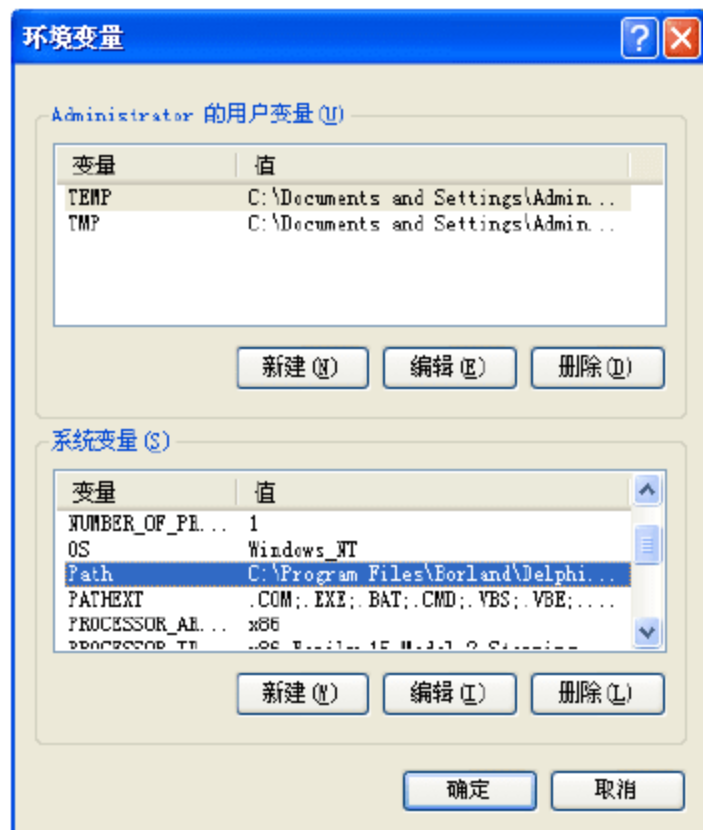 环境变量
Administrator 的用户变量(U)
变量 值
TEMP C:\Documents and Settings\Admin...
TMP C:\Documents and Settings\Admin...
新建(N) 编辑(E) 删除(D)
系统变量(S)
变量 值
NUMBER_OF_PR... 1
OS Windows_NT
Path C:\Program Files\Borland\Delphi...
PATHEXT .COM;.EXE;.BAT;.CMD;.VBS;.VBE;....
PROCESSOR_AR... x86
新建(W) 编辑(I) 删除(L)
确定 取消